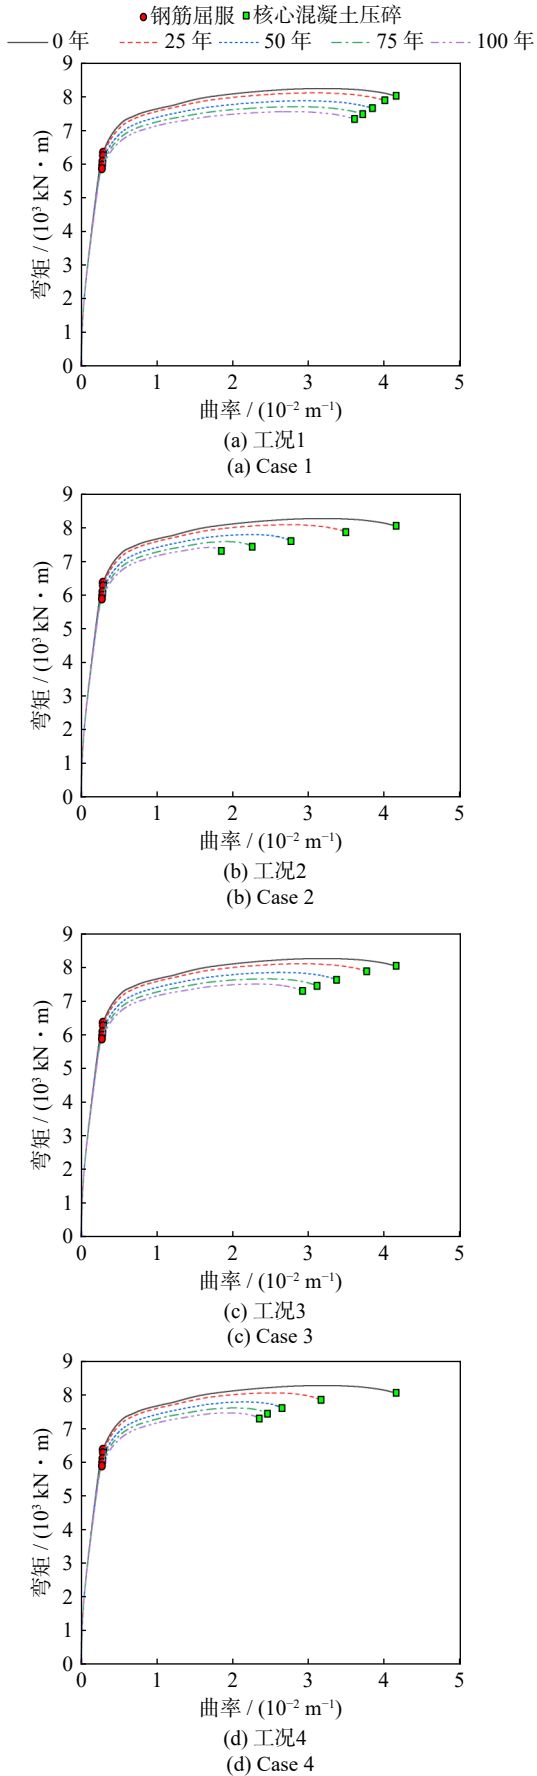 钢筋屈服 核心混凝土压碎
0 年 25 年 50 年 75 年 100 年
9
8
7
6
5
4
3
2
1
0
弯矩 / (10³ kN・m)
0 1 2 3 4 5
曲率 / (10⁻² m⁻¹)
(a) 工况1
(a) Case 1
9
8
7
6
5
4
3
2
1
0
弯矩 / (10³ kN・m)
0 1 2 3 4 5
曲率 / (10⁻² m⁻¹)
(b) 工况2
(b) Case 2
9
8
7
6
5
4
3
2
1
0
弯矩 / (10³ kN・m)
0 1 2 3 4 5
曲率 / (10⁻² m⁻¹)
(c) 工况3
(c) Case 3
9
8
7
6
5
4
3
2
1
0
弯矩 / (10³ kN・m)
0 1 2 3 4 5
曲率 / (10⁻² m⁻¹)
(d) 工况4
(d) Case 4